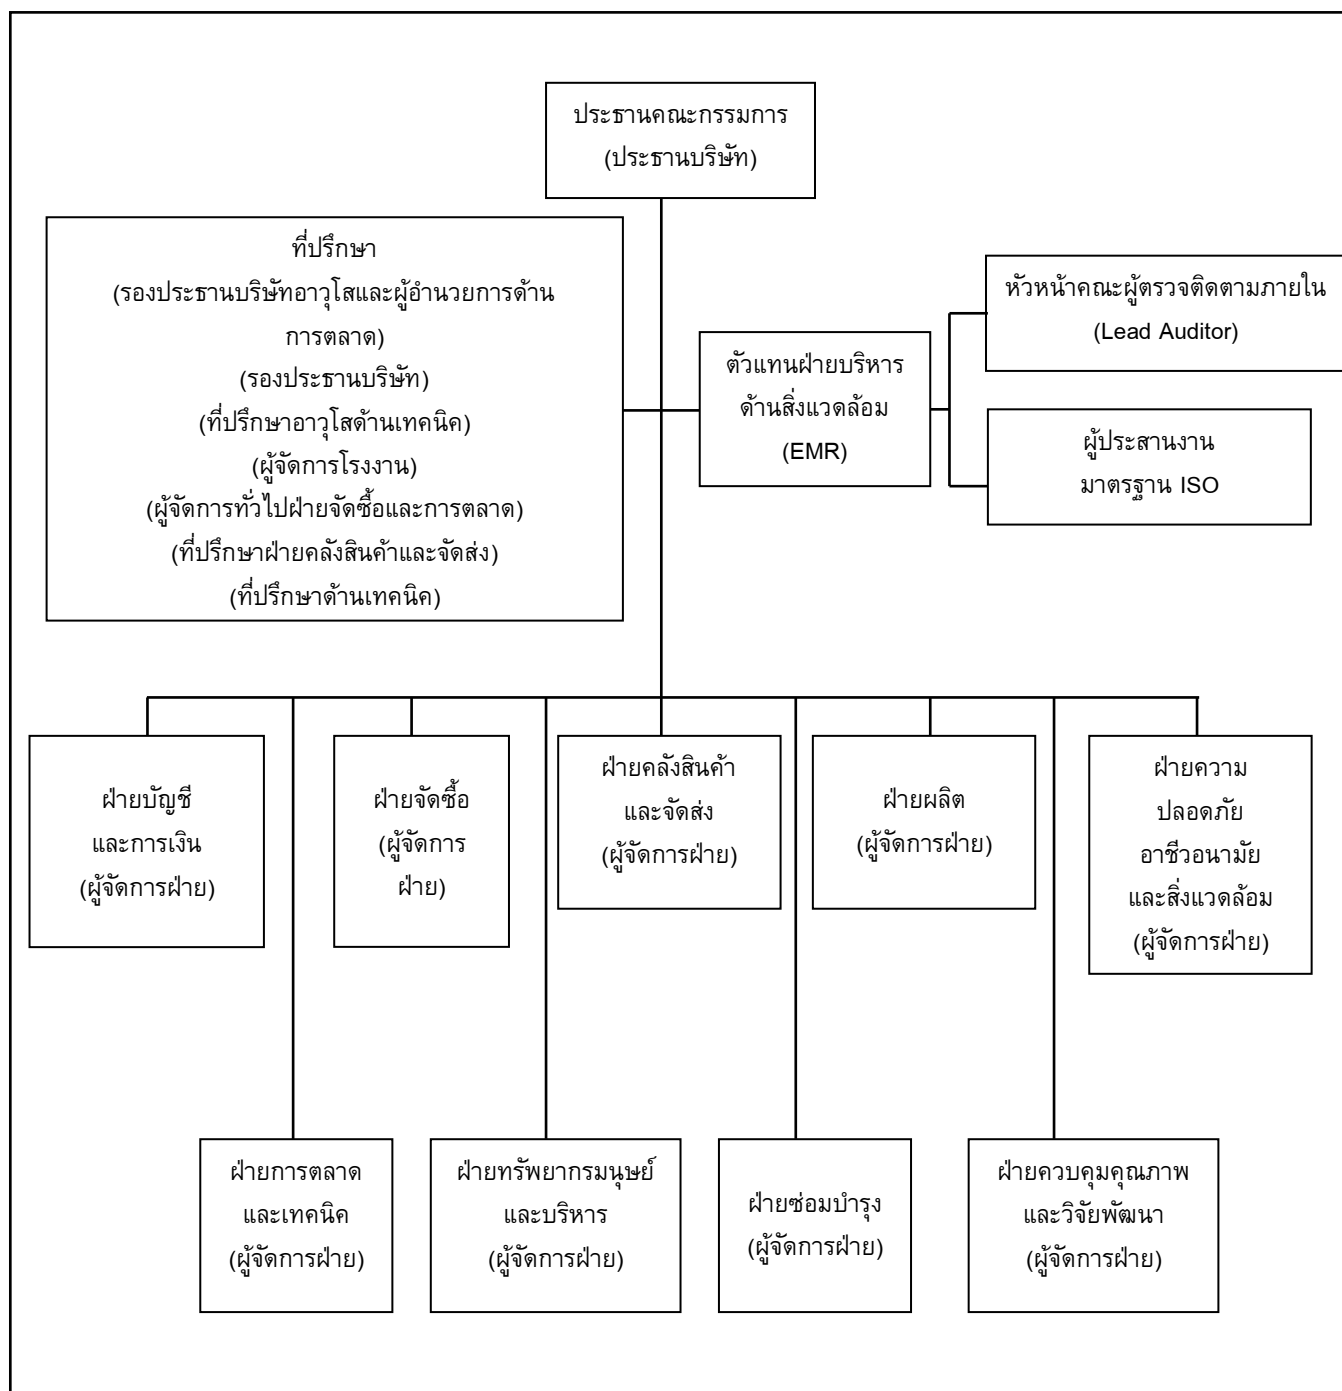 ประธานคณะกรรมการ
(ประธานบริษัท)
ที่ปรึกษา
(รองประธานบริษัทอาวุโสและผู้อำนวยการด้าน
การตลาด)
(รองประธานบริษัท)
(ที่ปรึกษาอาวุโสด้านเทคนิค)
(ผู้จัดการโรงงาน)
(ผู้จัดการทั่วไปฝ่ายจัดซื้อและการตลาด)
(ที่ปรึกษาฝ่ายคลังสินค้าและจัดส่ง)
(ที่ปรึกษาด้านเทคนิค)
ตัวแทนฝ่ายบริหาร
ด้านสิ่งแวดล้อม
(EMR)
หัวหน้าคณะผู้ตรวจติดตามภายใน
(Lead Auditor)
ผู้ประสานงาน
มาตรฐาน ISO
ฝ่ายบัญชี
และการเงิน
(ผู้จัดการฝ่าย)
ฝ่ายจัดซื้อ
(ผู้จัดการ
ฝ่าย)
ฝ่ายคลังสินค้า
และจัดส่ง
(ผู้จัดการฝ่าย)
ฝ่ายผลิต
(ผู้จัดการฝ่าย)
ฝ่ายความ
ปลอดภัย
อาชีวอนามัย
และสิ่งแวดล้อม
(ผู้จัดการฝ่าย)
ฝ่ายการตลาด
และเทคนิค
(ผู้จัดการฝ่าย)
ฝ่ายทรัพยากรมนุษย์
และบริหาร
(ผู้จัดการฝ่าย)
ฝ่ายซ่อมบำรุง
(ผู้จัดการฝ่าย)
ฝ่ายควบคุมคุณภาพ
และวิจัยพัฒนา
(ผู้จัดการฝ่าย)